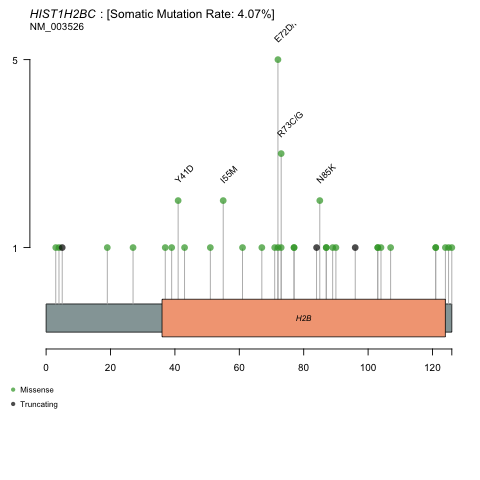 HIST1H2BC : [Somatic Mutation Rate: 4.07%]
NM_003526
5
R73C/G
Y41D
I55M
N85K
1
H2B
0 20 40 60 80 100 120
Missense
Truncating